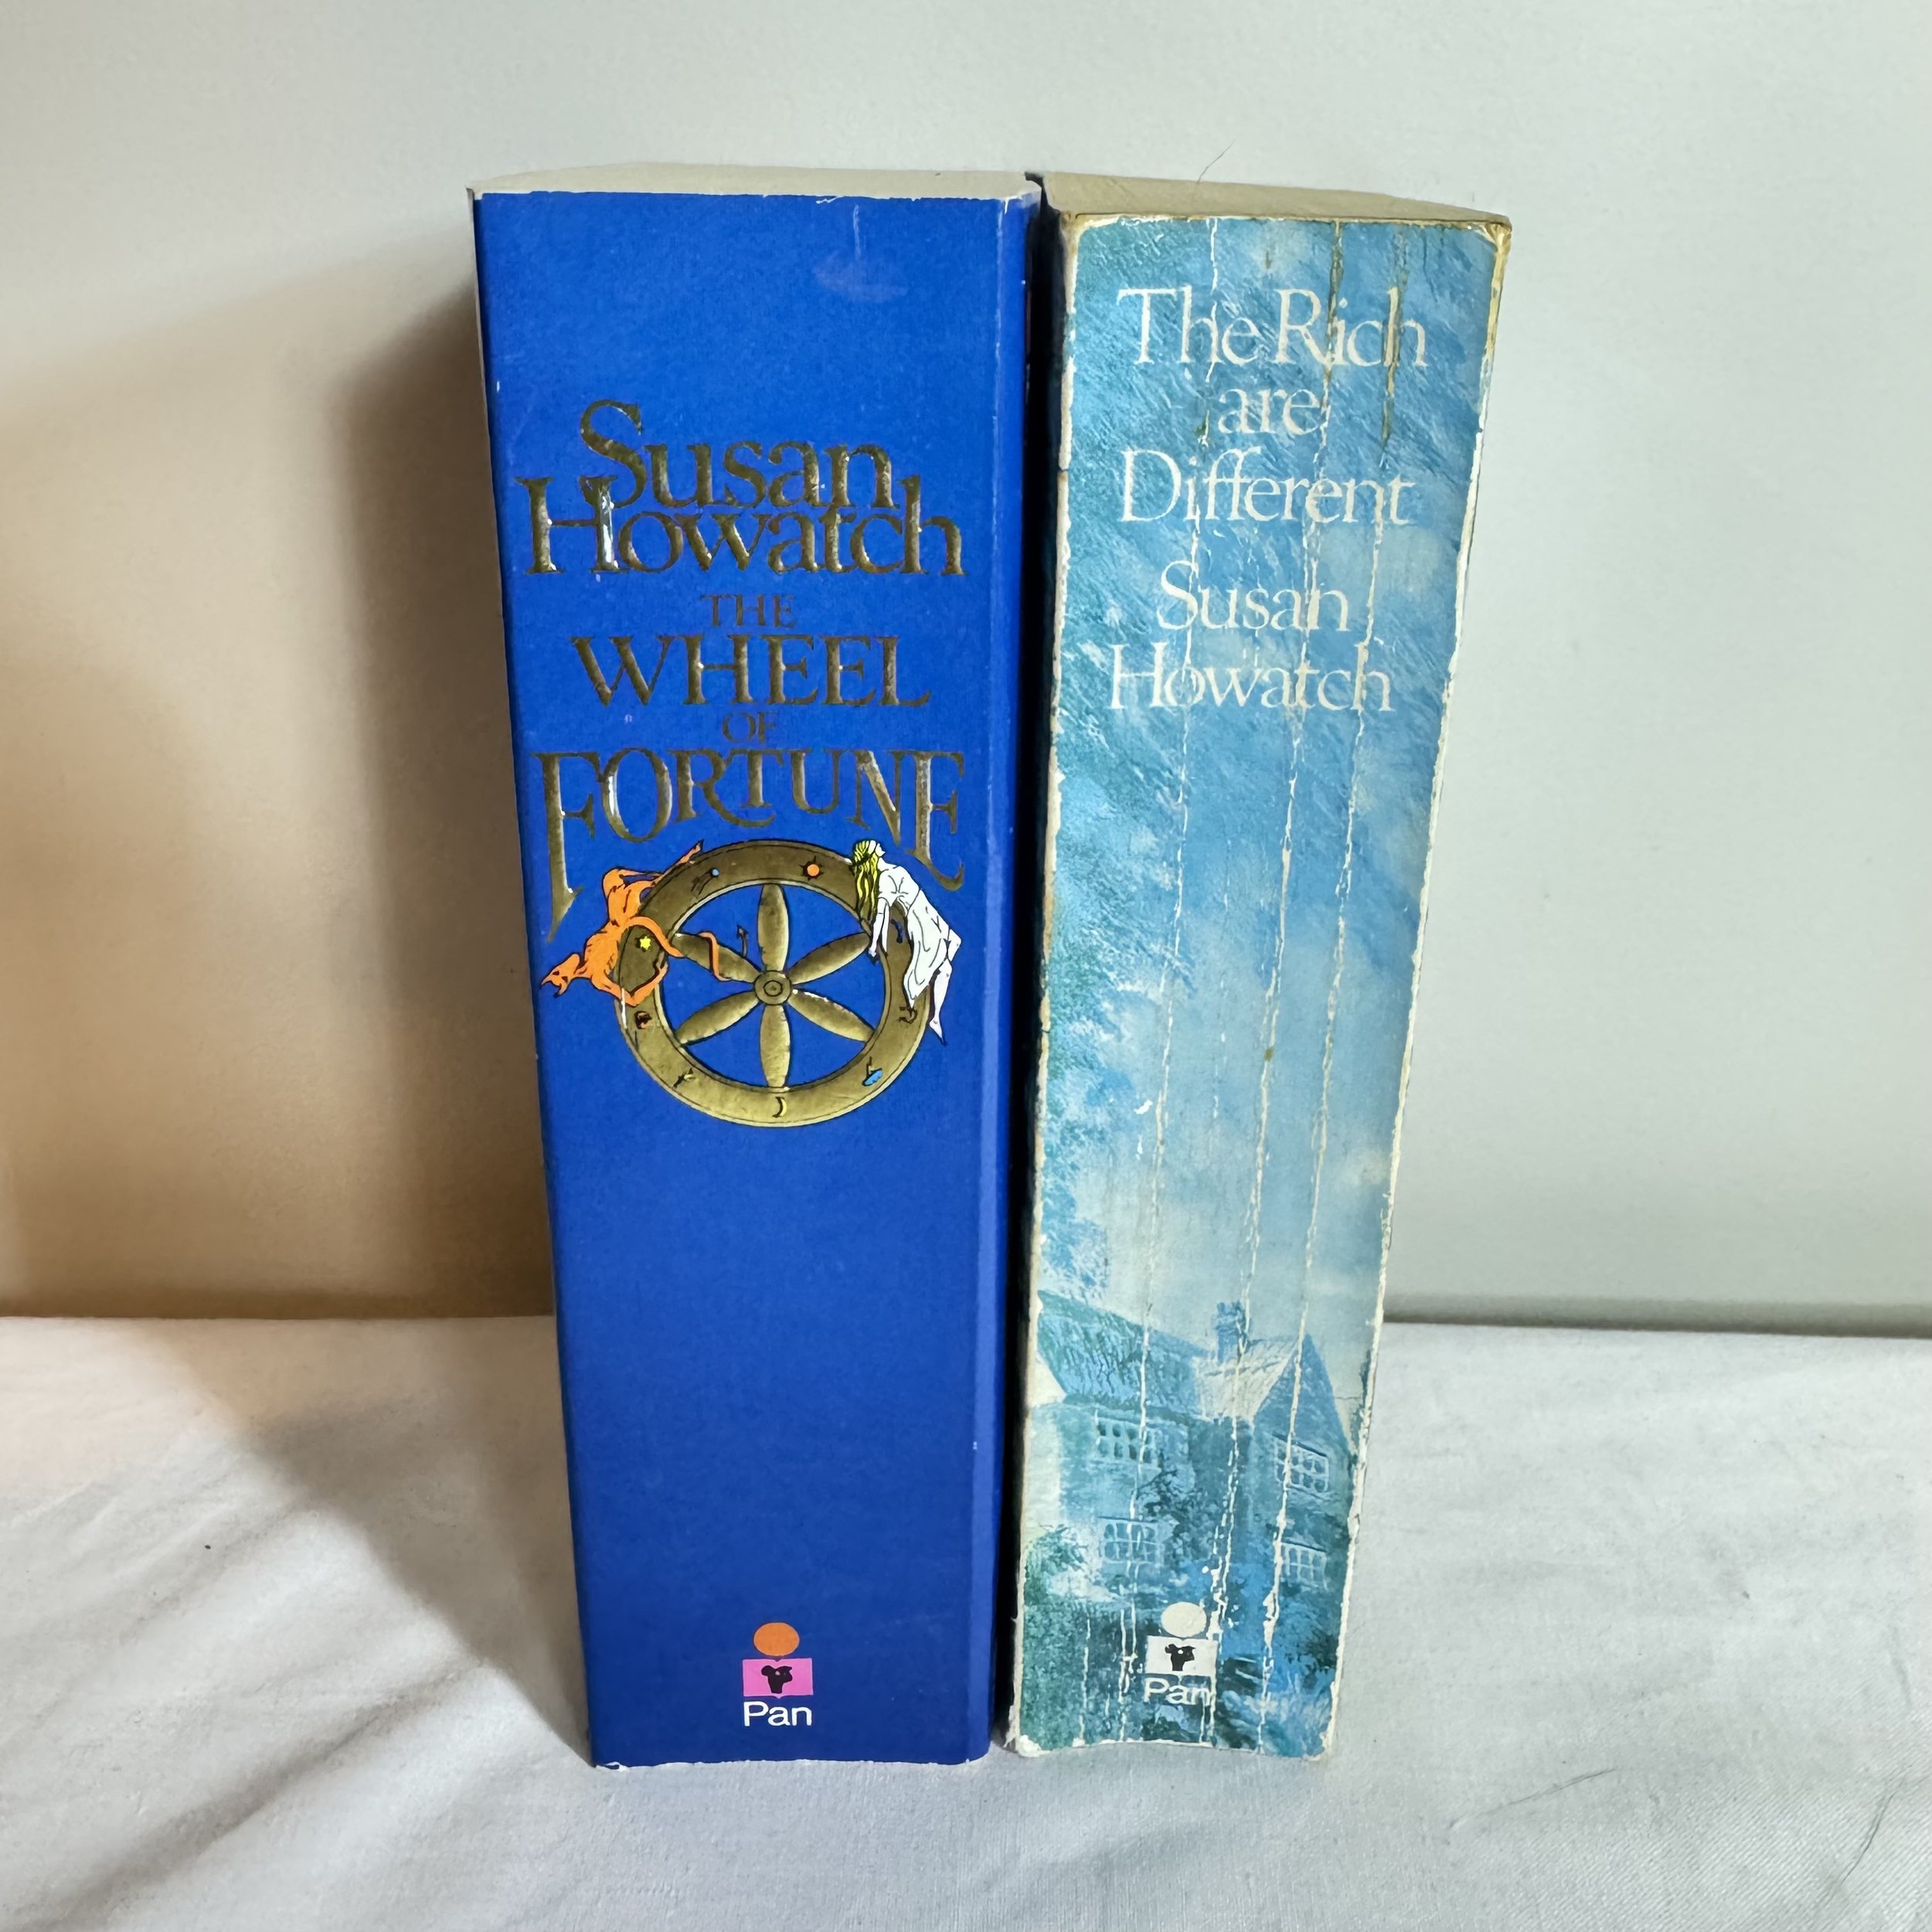 Susan
Howatch
THE
WHEEL
OF
FORTUNE
Pan
The Rich
are
Different
Susan
Howatch
Pan